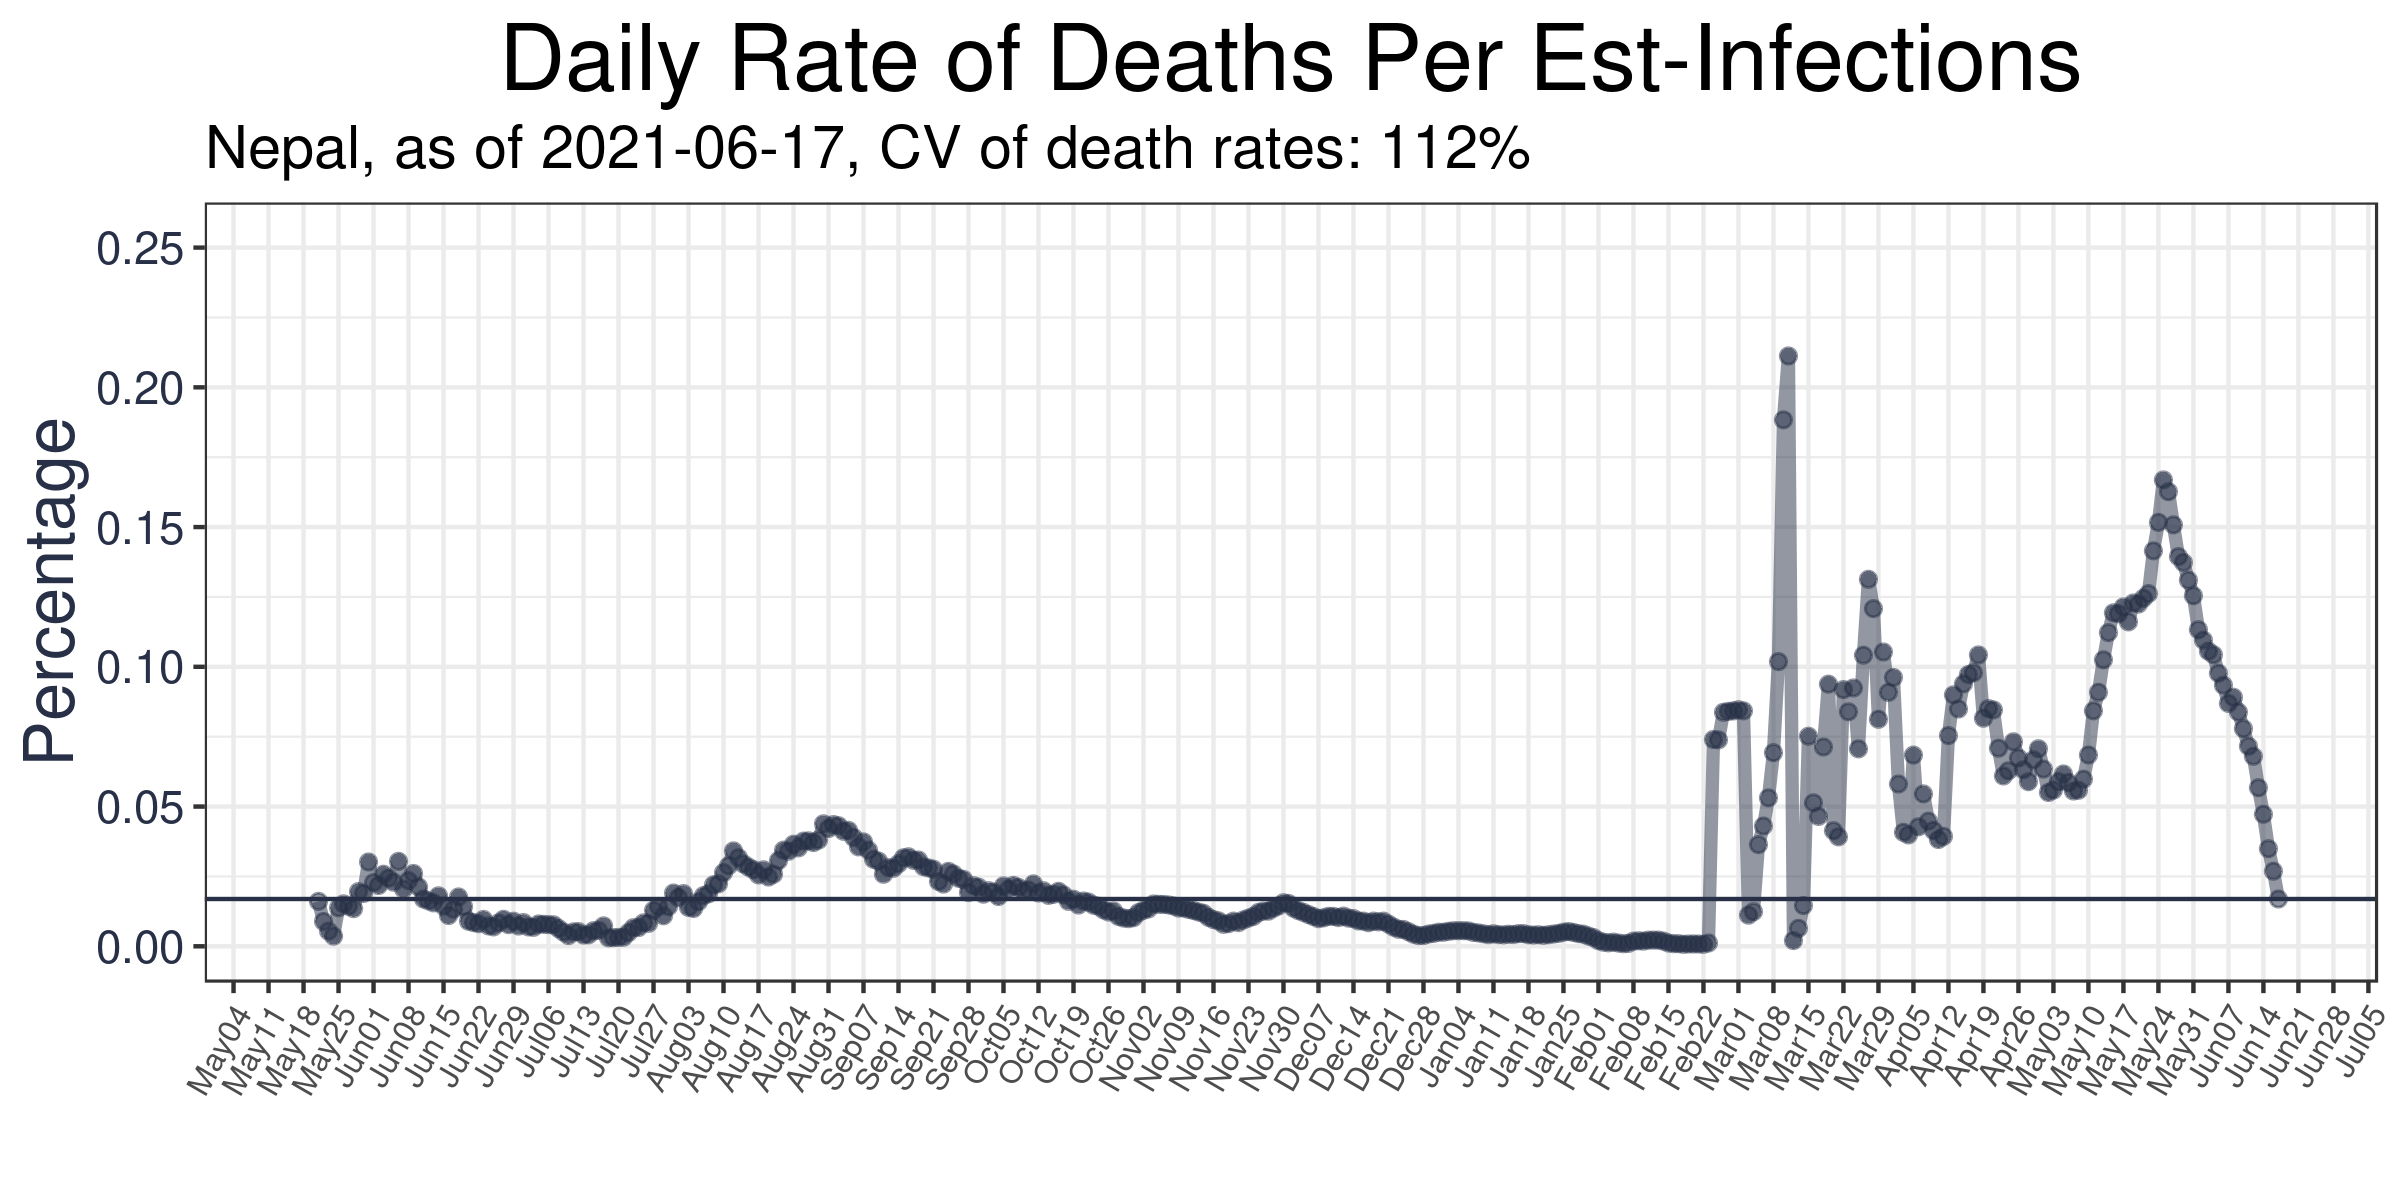 Daily Rate of Deaths Per Est-Infections
Nepal, as of 2021-06-17, CV of death rates: 112%
Percentage
0.25
0.20
0.15
0.10
0.05
0.00
May04 May11 May18 May25 Jun01 Jun08 Jun15 Jun22 Jun29 Jul06 Jul13 Jul20 Jul27 Aug03 Aug10 Aug17 Aug24 Aug31 Sep07 Sep14 Sep21 Sep28 Oct05 Oct12 Oct19 Oct26 Nov02 Nov09 Nov16 Nov23 Nov30 Dec07 Dec14 Dec21 Dec28 Jan04 Jan11 Jan18 Jan25 Feb01 Feb08 Feb15 Feb22 Mar01 Mar08 Mar15 Mar22 Mar29 Apr05 Apr12 Apr19 Apr26 May03 May10 May17 May24 May31 Jun07 Jun14 Jun21 Jun28 Jul05